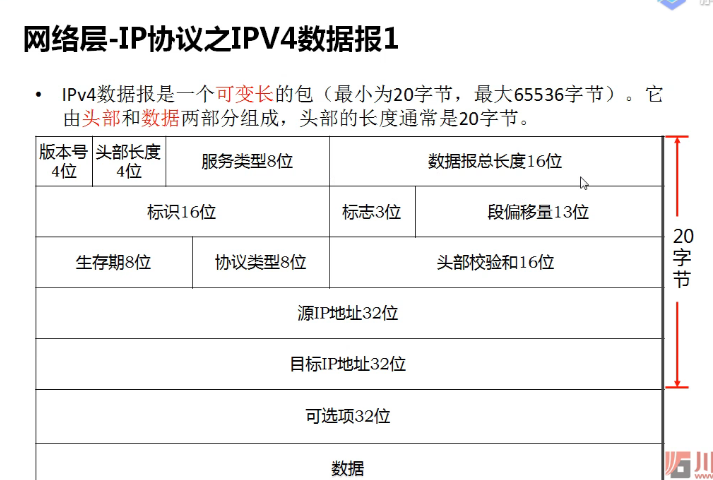 网络层-IP协议之IPV4数据报1
• IPv4数据报是一个可变长的包（最小为20字节，最大65536字节）。它
由头部和数据两部分组成，头部的长度通常是20字节。
版本号 头部长度 服务类型8位 数据报总长度16位
4位 4位
标识16位 标志3位 段偏移量13位
20
字
节
生存期8位 协议类型8位 头部校验和16位
源IP地址32位
目标IP地址32位
可选项32位
数据